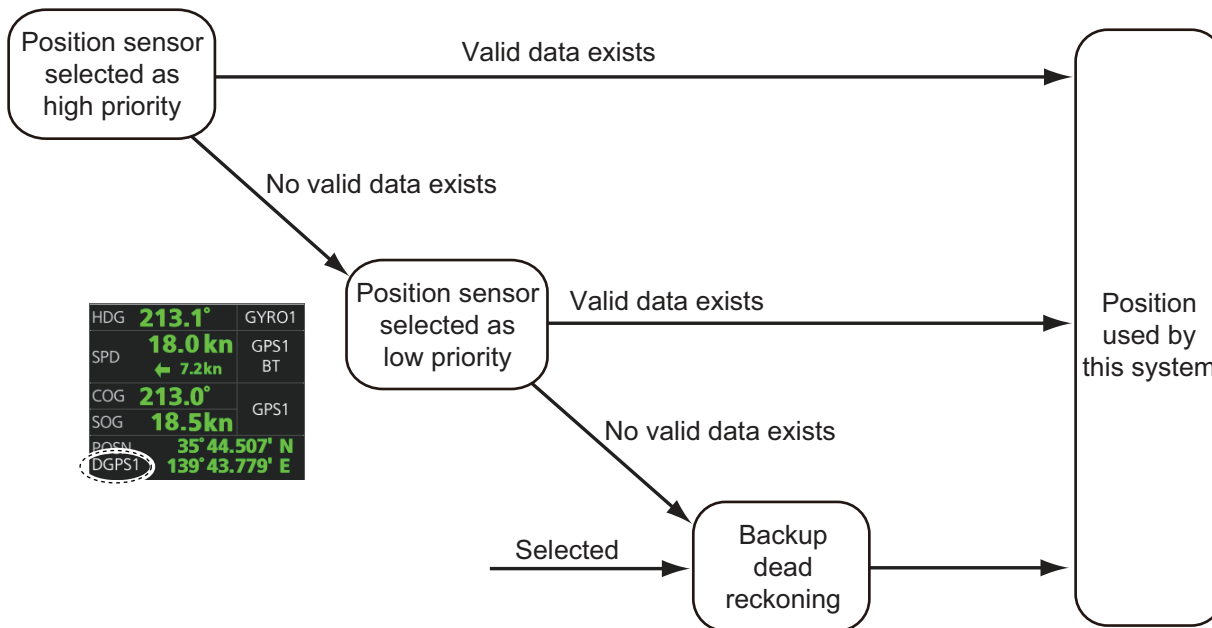 Position sensor
selected as
high priority
Valid data exists
No valid data exists
Position sensor
selected as
low priority
Valid data exists
No valid data exists
Selected
Backup
dead
reckoning
Position
used by
this system
HDG 213.1° GYRO1
SPD 18.0 kn GPS1
7.2kn BT
COG 213.0° GPS1
SOG 18.5kn
POSN 35°44.507' N
DGPS1 139°43.779' E